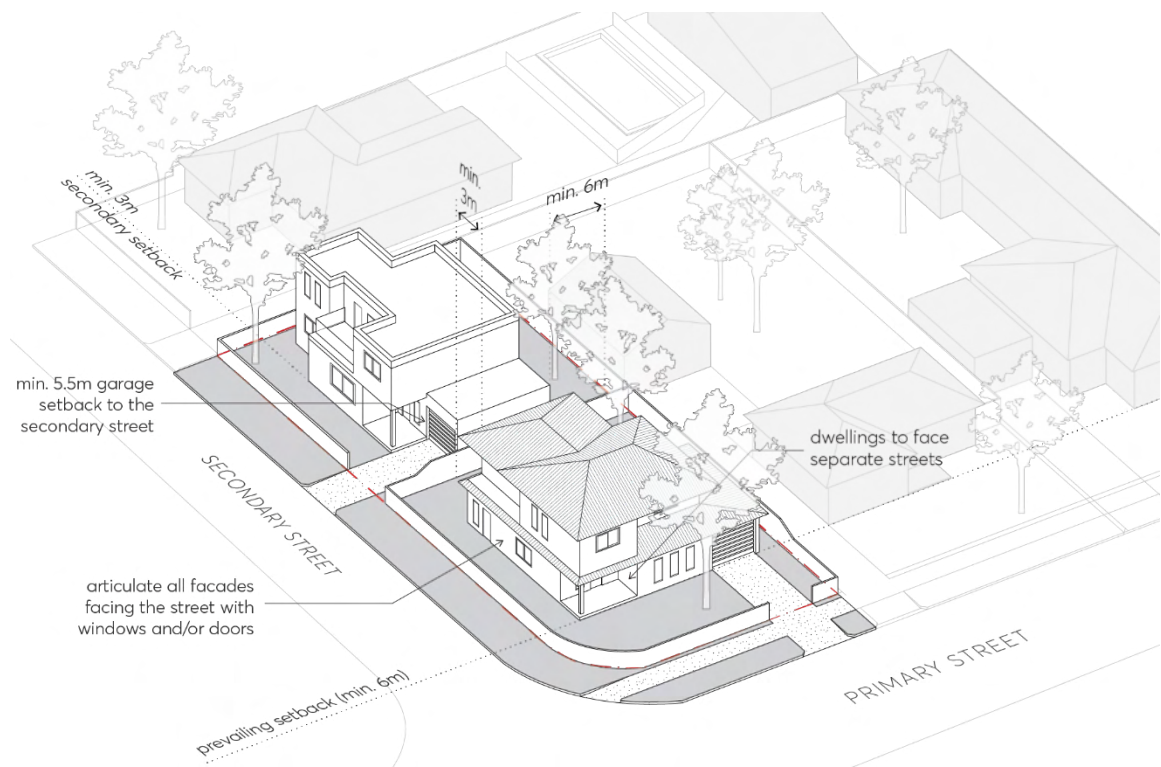 min. 3m
secondary setback
min.
3m
min. 6m
min. 5.5m garage
setback to the
secondary street
dwellings to face
separate streets
SECONDARY STREET
articulate all facades
facing the street with
windows and/or doors
prevailing setback (min. 6m)
PRIMARY STREET